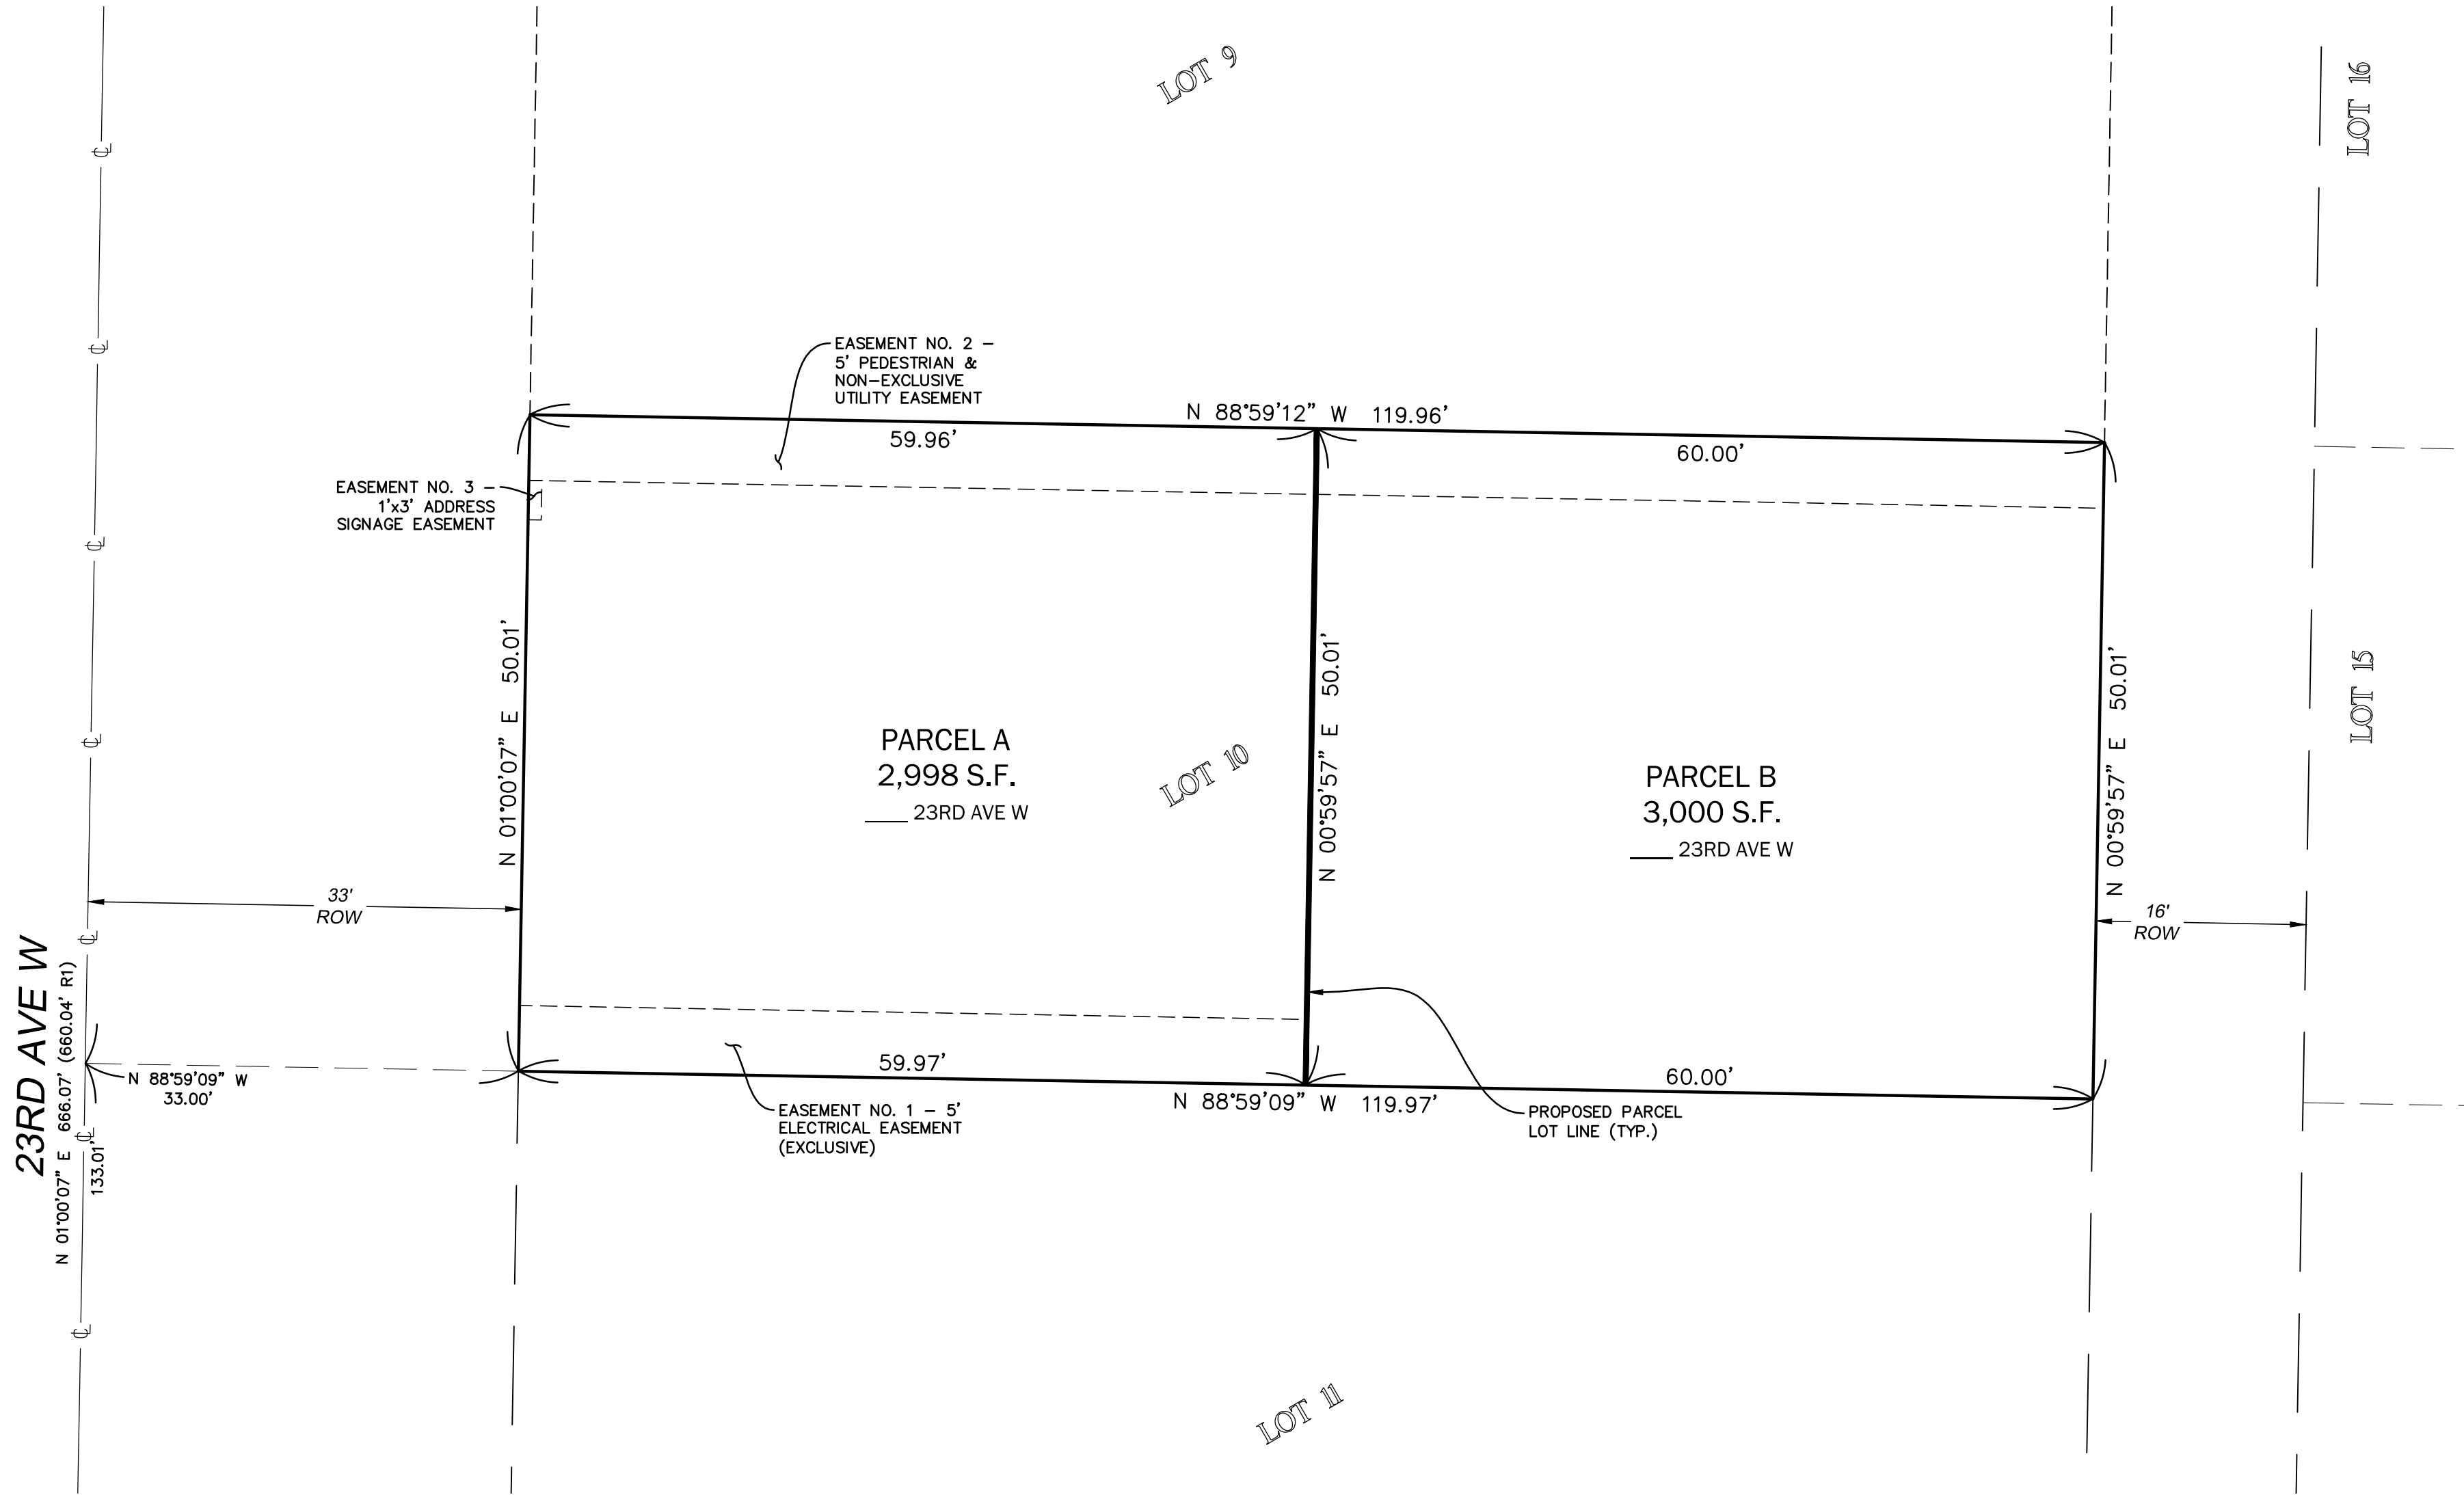 LOT 9
LOT 16
EASEMENT NO. 2 –
5' PEDESTRIAN &
NON–EXCLUSIVE
UTILITY EASEMENT
N 88°59'12" W 119.96'
59.96'
60.00'
EASEMENT NO. 3 –
1'x3' ADDRESS
SIGNAGE EASEMENT
N 01°00'07" E 50.01'
N 00°59'57" E 50.01'
N 00°59'57" E 50.01'
LOT 15
PARCEL A
2,998 S.F.
____ 23RD AVE W
LOT 10
PARCEL B
3,000 S.F.
____ 23RD AVE W
33'
ROW
16'
ROW
23RD AVE W
N 01°00'07" E 666.07' (660.04' R1)
133.01'
N 88°59'09" W
33.00'
59.97'
60.00'
N 88°59'09" W 119.97'
EASEMENT NO. 1 – 5'
ELECTRICAL EASEMENT
(EXCLUSIVE)
PROPOSED PARCEL
LOT LINE (TYP.)
LOT 11